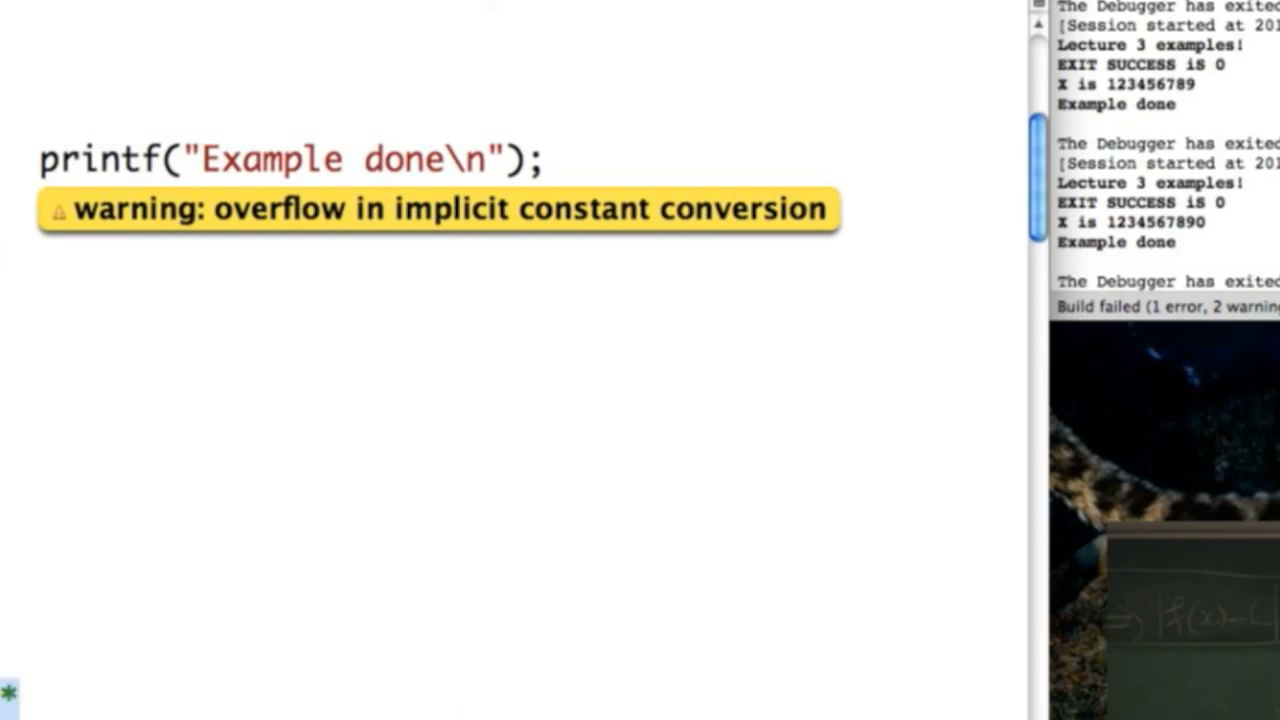 printf("Example done\n");
warning: overflow in implicit constant conversion
*
The Debugger has exited
[Session started at 201
Lecture 3 examples!
EXIT SUCCESS iS 0
X is 123456789
Example done
The Debugger has exited
[Session started at 201
Lecture 3 examples!
EXIT SUCCESS iS 0
X is 1234567890
Example done
The Debugger has exited
Build failed (1 error, 2 warning
⇒ |f(x)-L|